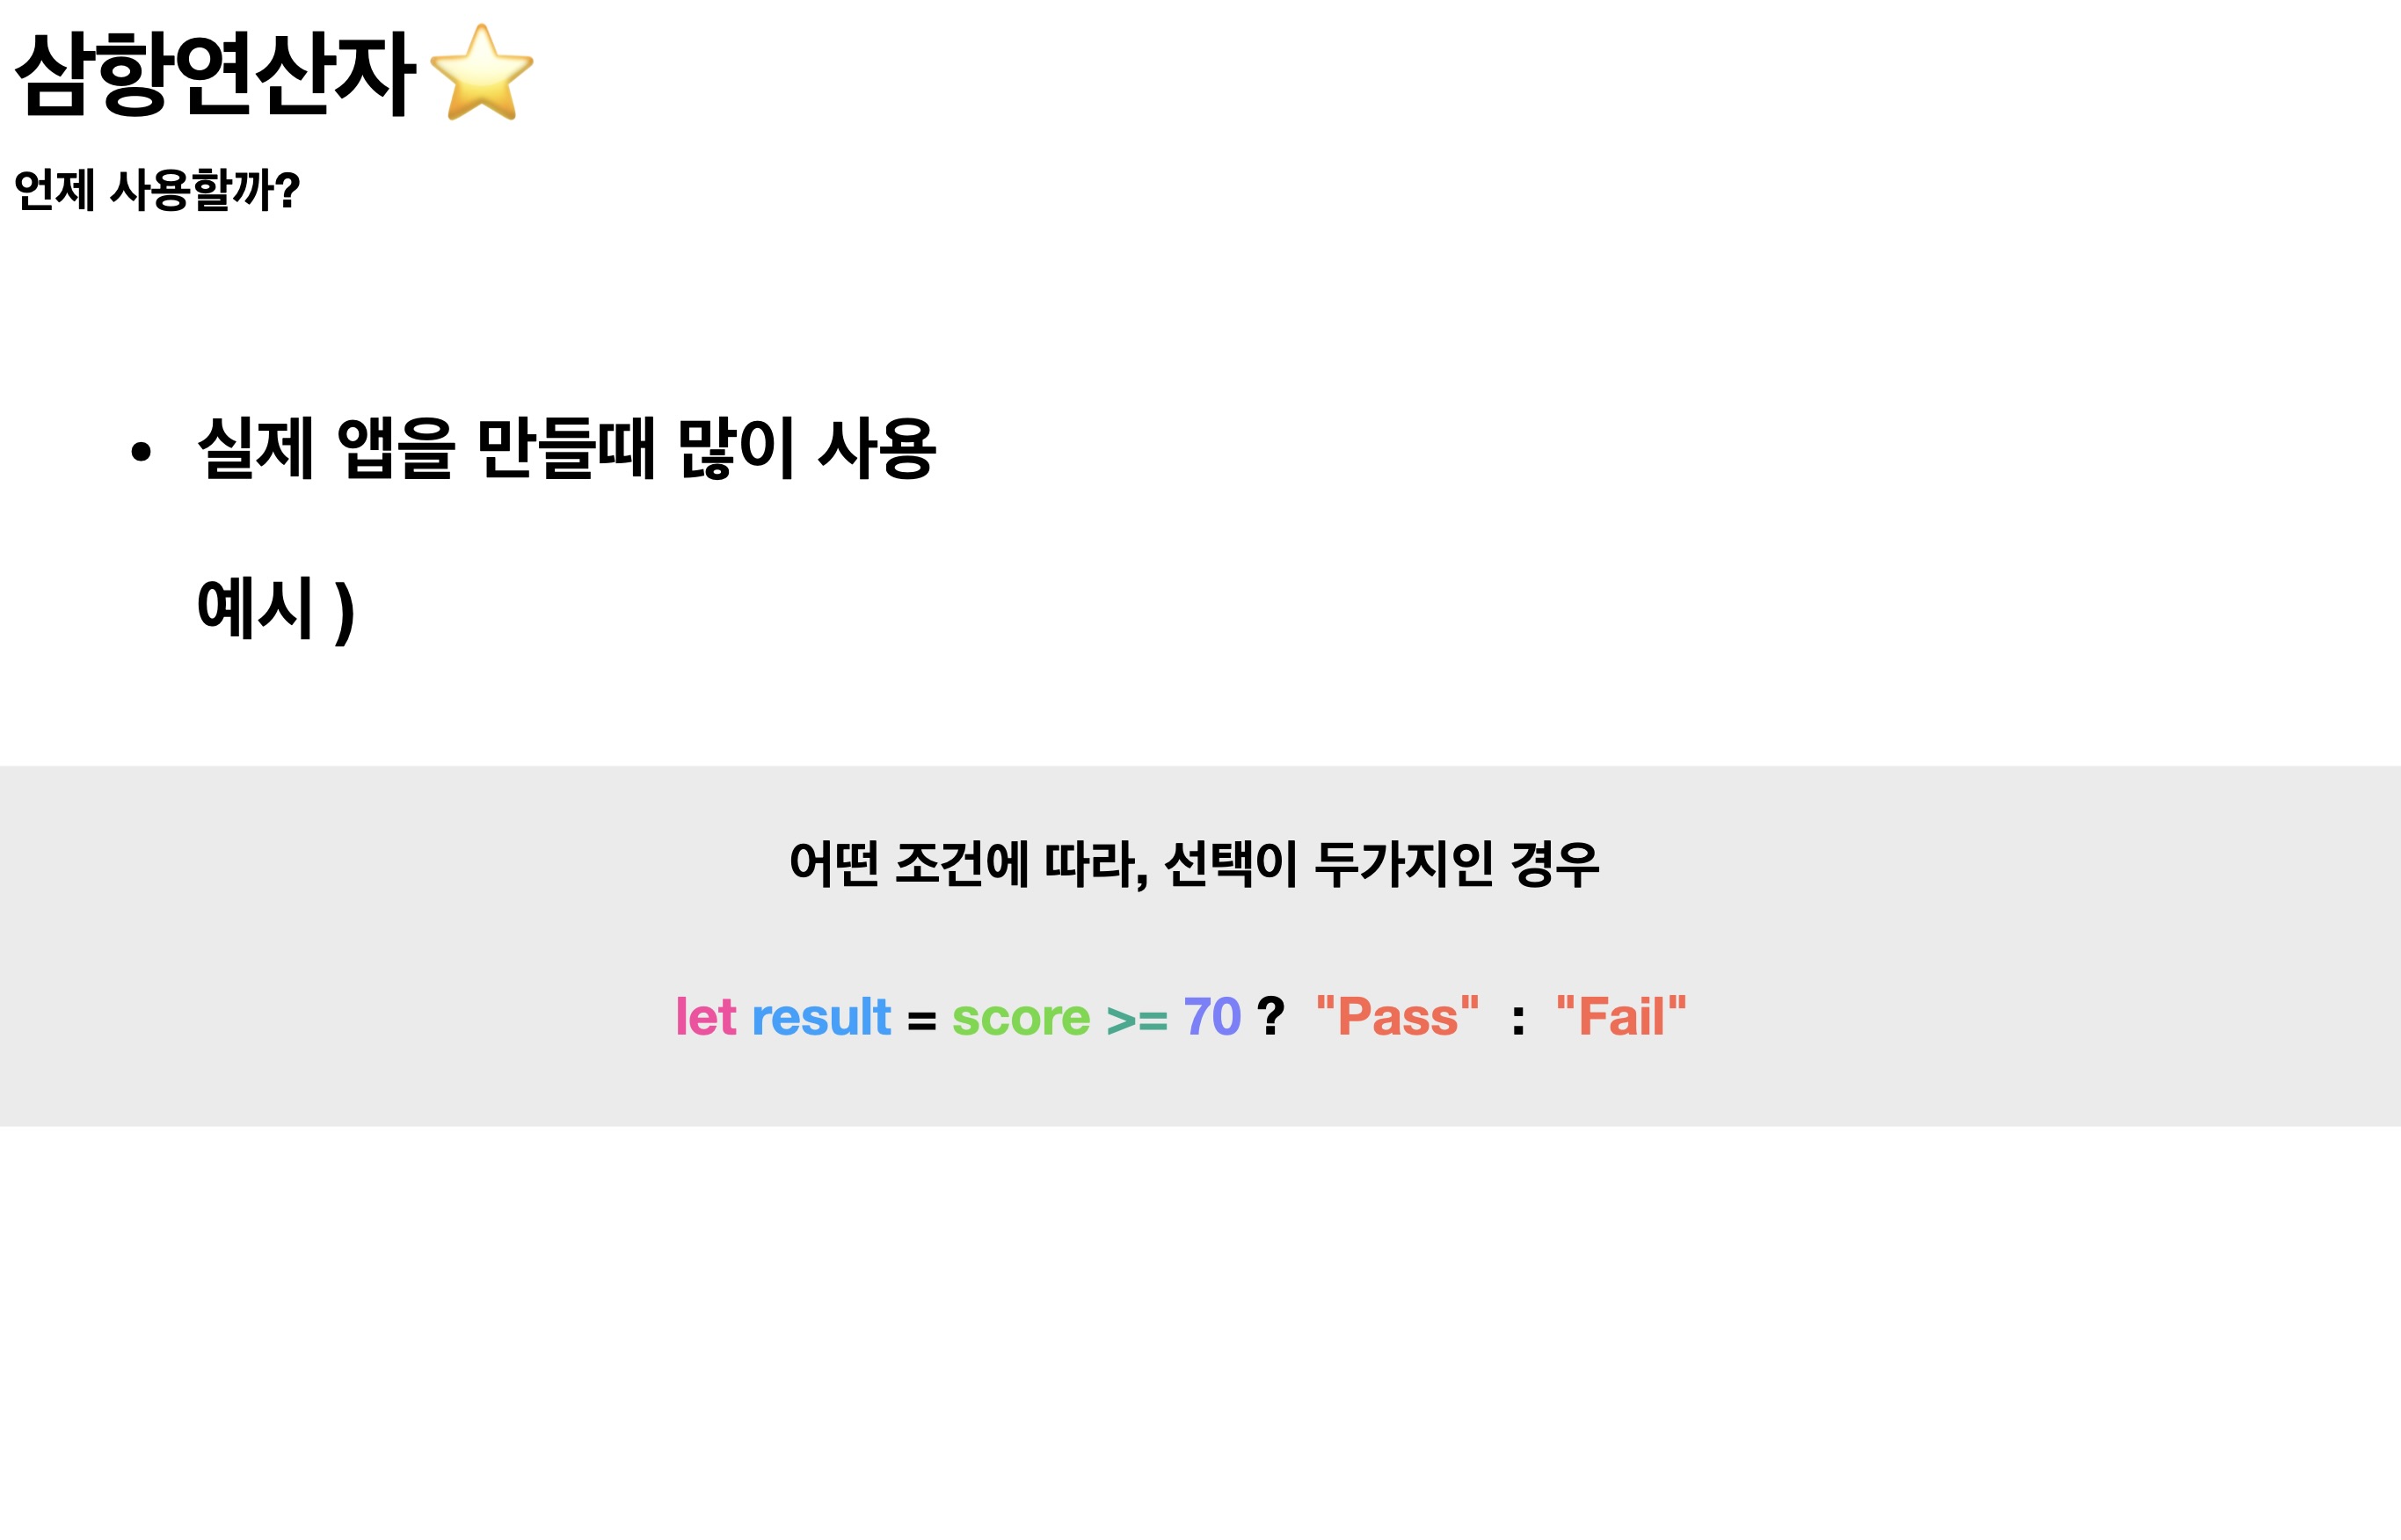 삼항연산자⭐️
언제 사용할까?
• 실제 앱을 만들때 많이 사용
예시 )
어떤 조건에 따라, 선택이 두가지인 경우
let result = score >= 70 ? "Pass" : "Fail"